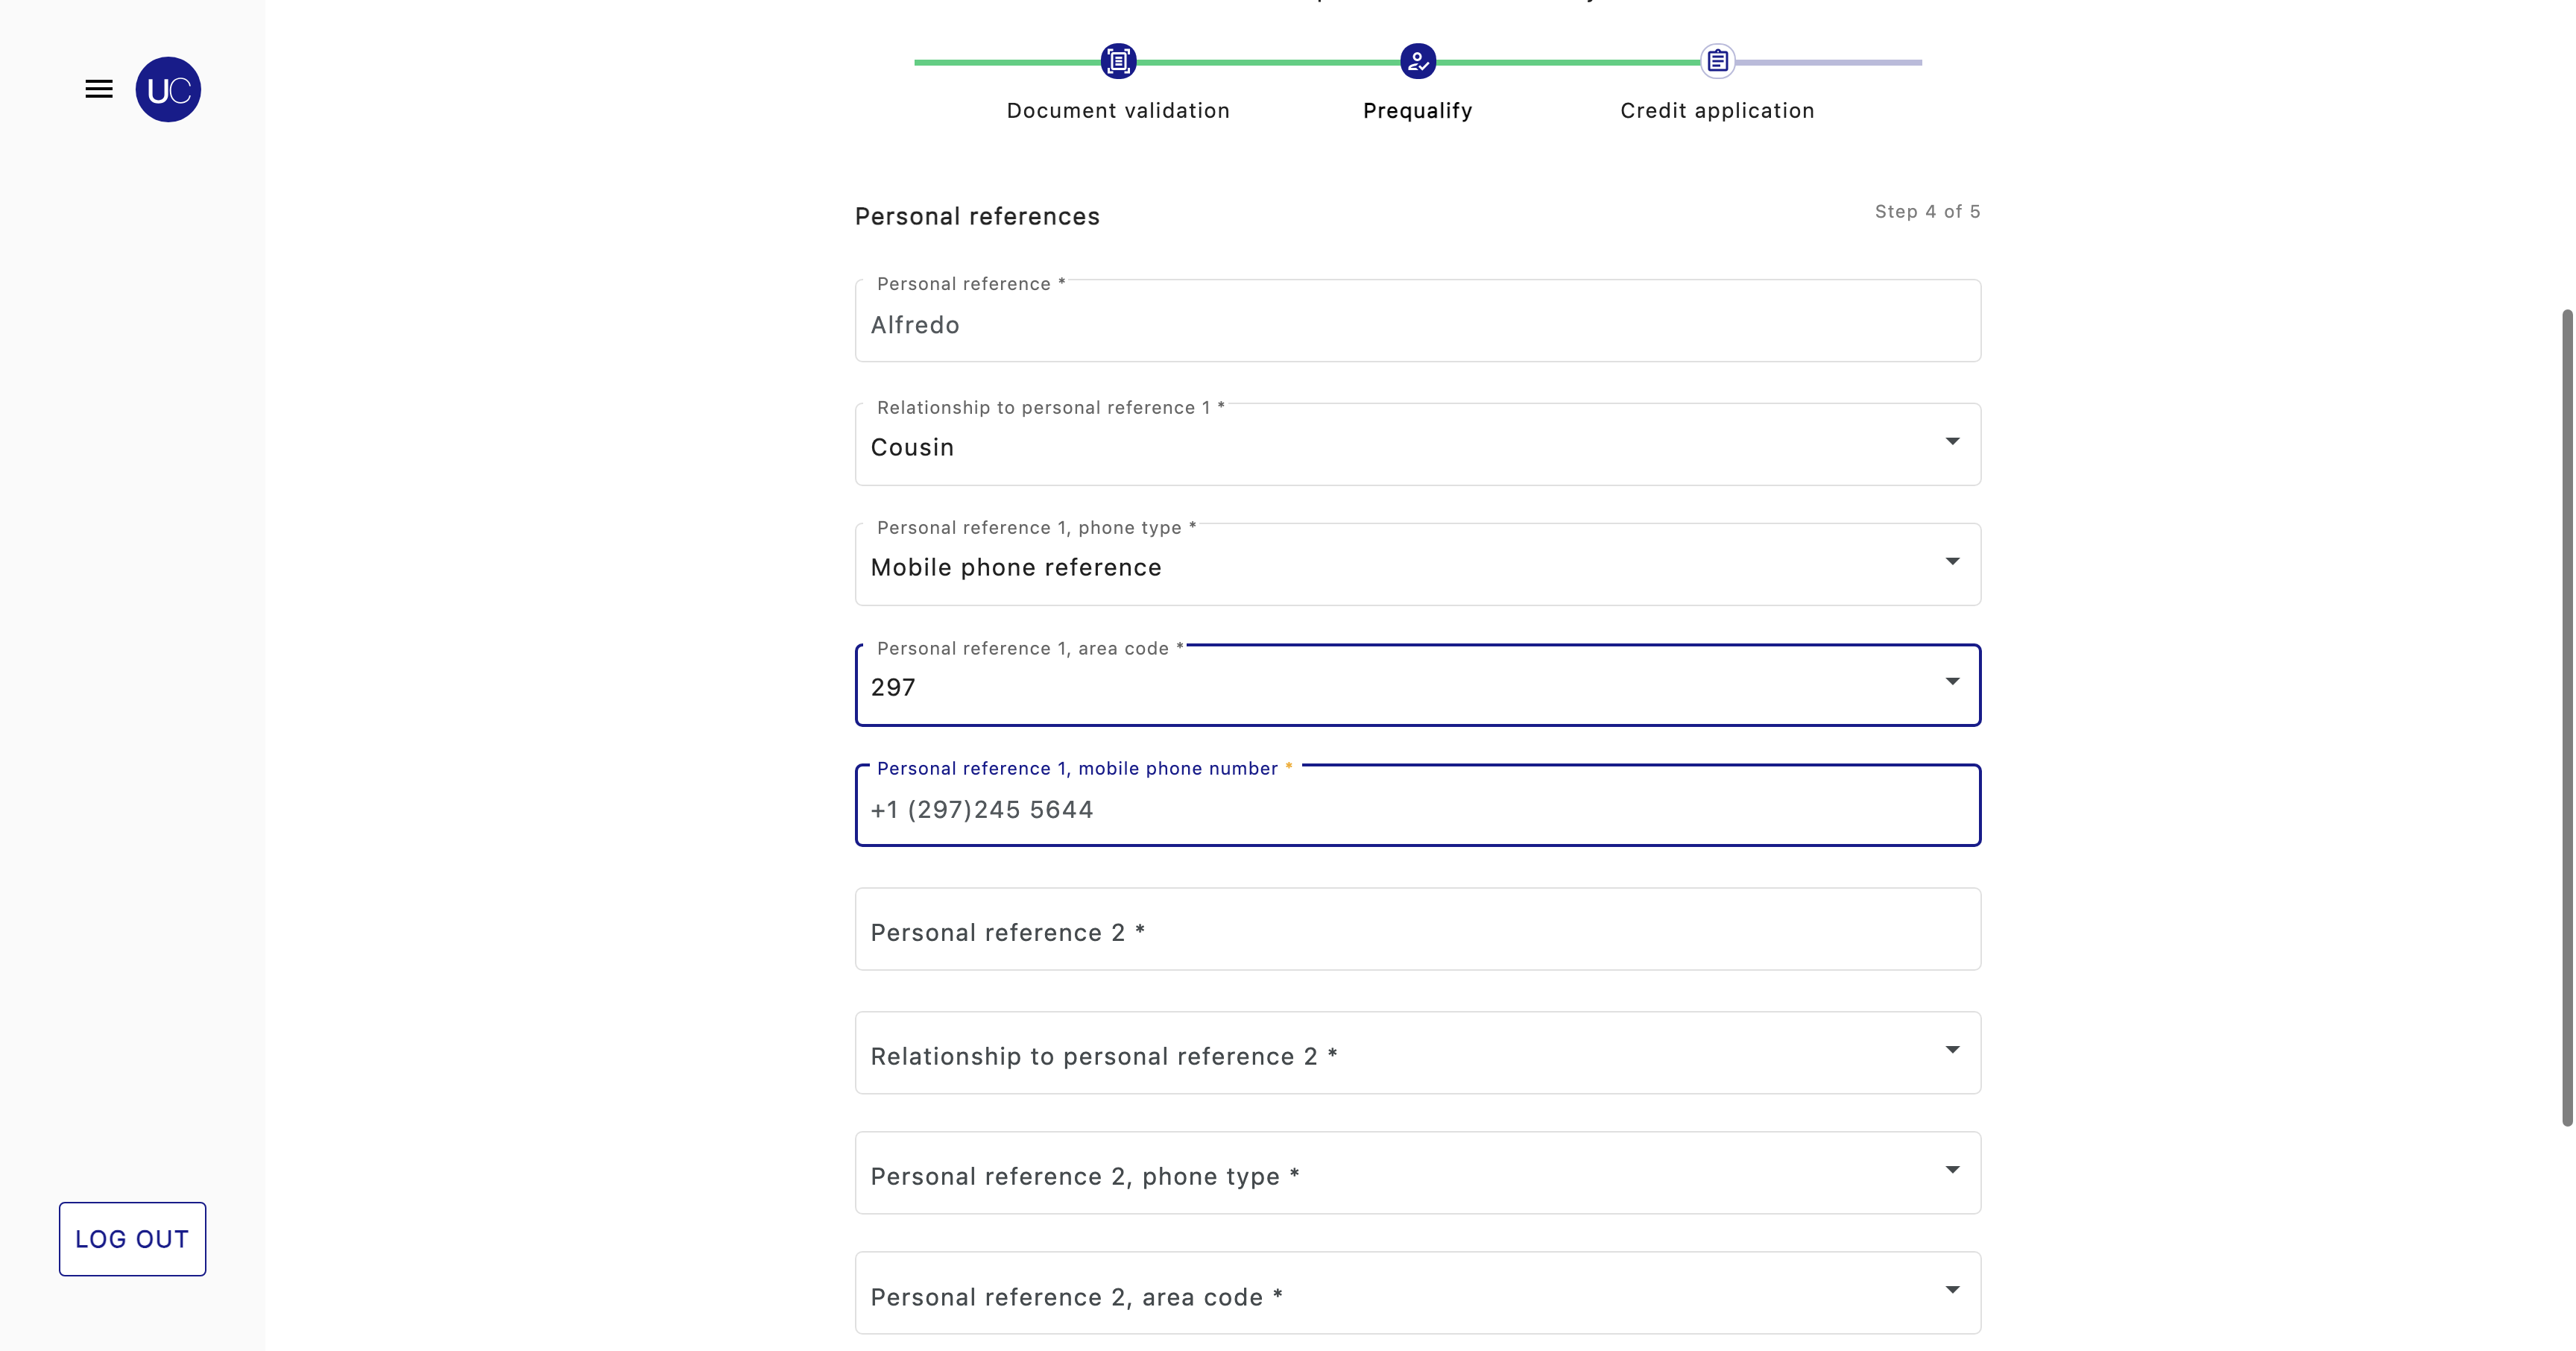 UC
Document validation
Prequalify
Credit application
Personal references
Step 4 of 5
Personal reference *
Alfredo
Relationship to personal reference 1 *
Cousin
Personal reference 1, phone type *
Mobile phone reference
Personal reference 1, area code *
297
Personal reference 1, mobile phone number *
+1 (297)245 5644
Personal reference 2 *
Relationship to personal reference 2 *
Personal reference 2, phone type *
Personal reference 2, area code *
LOG OUT